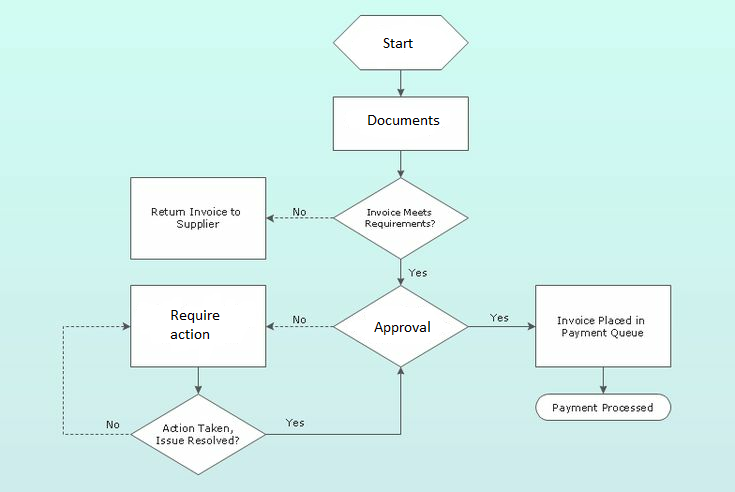 Start
Documents
Invoice Meets
Requirements?
No
Return Invoice to
Supplier
Yes
Approval
No
Require
action
Yes
Invoice Placed in
Payment Queue
Payment Processed
Action Taken,
Issue Resolved?
No
Yes